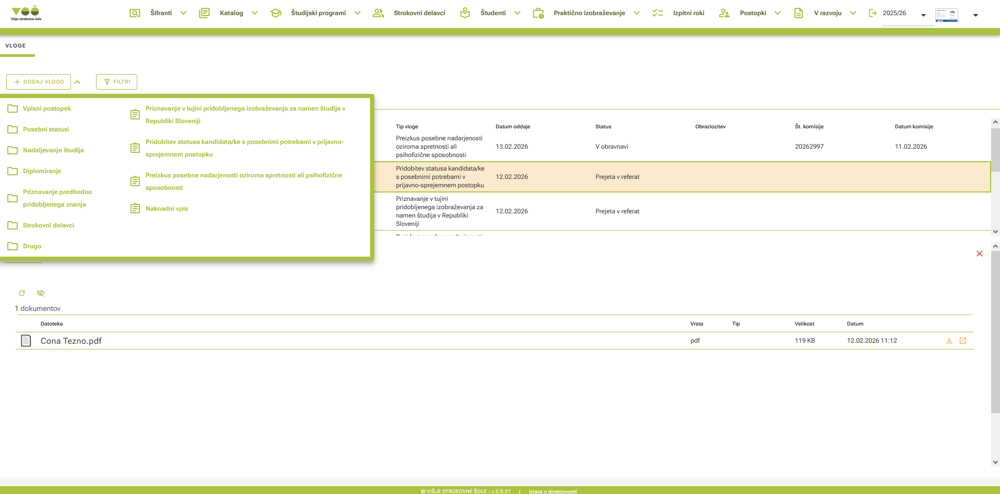 Višje strokovne šole
Šifranti
Katalog
Študijski programi
Strokovni delavci
Študenti
Praktično izobraževanje
Izpitni roki
Postopki
V razvoju
2025/26
VLOGE
DODAJ VLOGO
FILTRI
Vpisni postopek
Posebni statusi
Nadaljevanje študija
Diplomiranje
Priznavanje predhodno
pridobljenega znanja
Strokovni delavci
Drugo
Priznavanje v tujini pridobljenega izobraževanja za namen študija v
Republiki Sloveniji
Pridobitev statusa kandidata/ke s posebnimi potrebami v prijavno-
sprejemnem postopku
Preizkus posebne nadarjenosti oziroma spretnosti ali psihofizične
sposobnosti
Naknadni vpis
Tip vloge Datum oddaje Status Obrazlozitev Št. komisije Datum komisije
Preizkus posebne nadarjenosti
oziroma spretnosti ali
psihofizične sposobnosti
13.02.2026 V obravnavi 20262997 11.02.2026
Pridobitev statusa kandidata/ke
s posebnimi potrebami v
prijavno-sprejemnem postopku
12.02.2026 Prejeta v referat
Priznavanje v tujini
pridobljenega izobraževanja za
namen študija v Republiki
Sloveniji
12.02.2026 Prejeta v referat
1 dokumentov
Datoteka Vrsta Tip Velikost Datum
Cona Tezno.pdf pdf 119 KB 12.02.2026 11:12
© VIŠJE STROKOVNE ŠOLE - v.2.0.27 | Izjava o dostopnosti